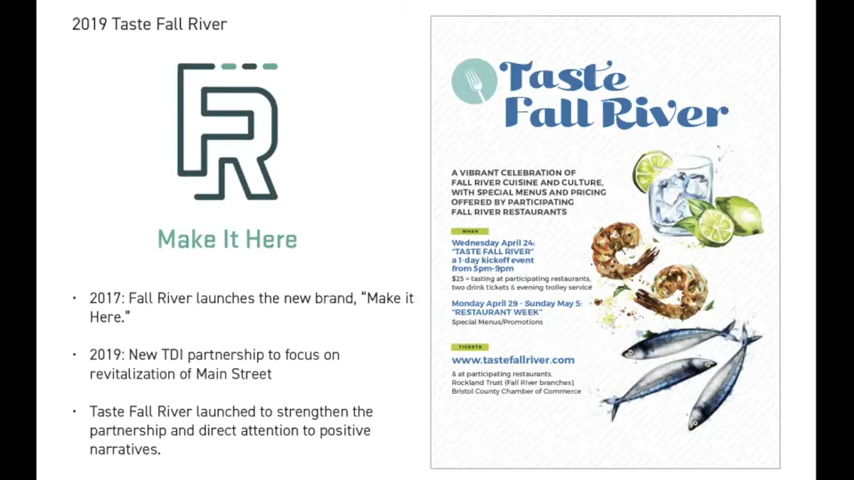 2019 Taste Fall River
FR
Make It Here
• 2017: Fall River launches the new brand, “Make it
Here.”
• 2019: New TDI partnership to focus on
revitalization of Main Street
• Taste Fall River launched to strengthen the
partnership and direct attention to positive
narratives.
Taste
Fall River
A VIBRANT CELEBRATION OF
FALL RIVER CUISINE AND CULTURE,
WITH SPECIAL MENUS AND PRICING
OFFERED BY PARTICIPATING
FALL RIVER RESTAURANTS
WHEN
Wednesday April 24:
"TASTE FALL RIVER"
a 1-day kickoff event
from 5pm-9pm
$25 = tasting at participating restaurants,
two drink tickets & evening trolley service
Monday April 29 - Sunday May 5:
"RESTAURANT WEEK"
Special Menus/Promotions
TICKETS
www.tastefallriver.com
& at participating restaurants,
Rockland Trust (Fall River branches),
Bristol County Chamber of Commerce